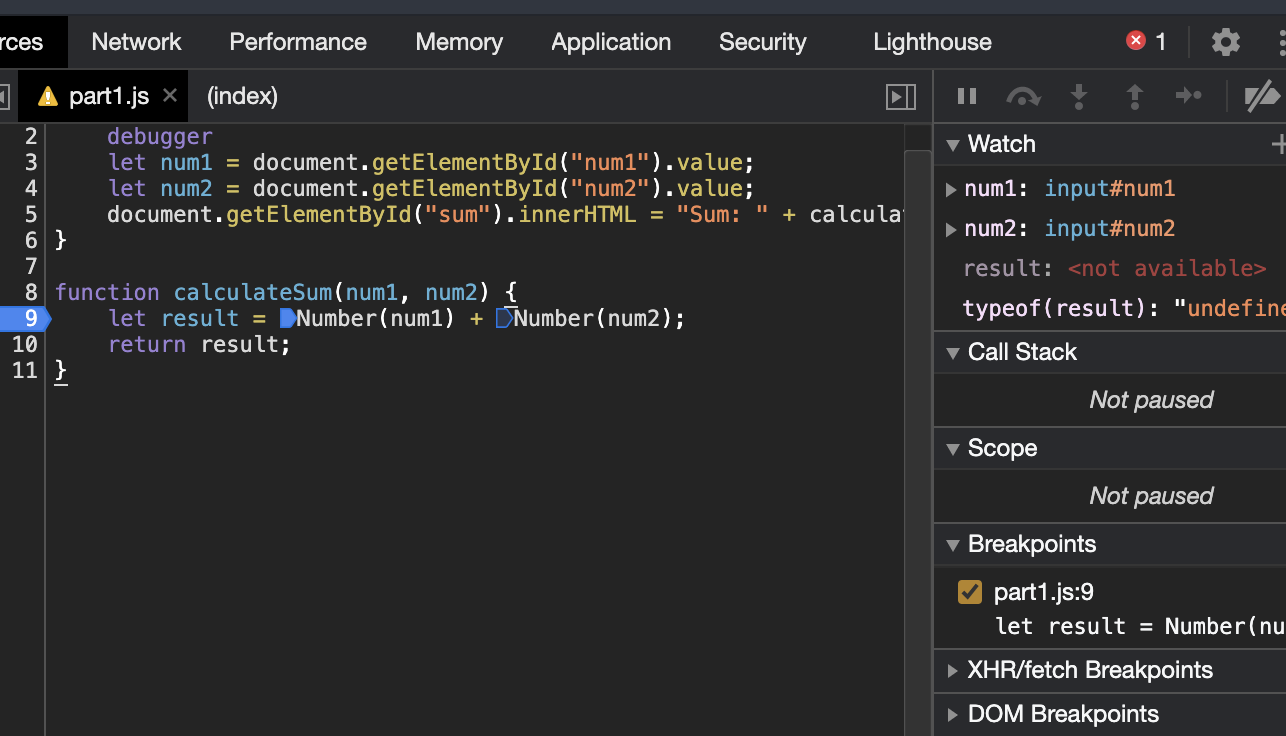 rces Network Performance Memory Application Security Lighthouse 1
part1.js × (index)
2 debugger
3 let num1 = document.getElementById("num1").value;
4 let num2 = document.getElementById("num2").value;
5 document.getElementById("sum").innerHTML = "Sum: " + calcula
6 }
7
8 function calculateSum(num1, num2) {
9 let result = Number(num1) + Number(num2);
10 return result;
11 }
Watch +
num1: input#num1
num2: input#num2
result: <not available>
typeof(result): "undefine
Call Stack
Not paused
Scope
Not paused
Breakpoints
part1.js:9
let result = Number(nu
XHR/fetch Breakpoints
DOM Breakpoints